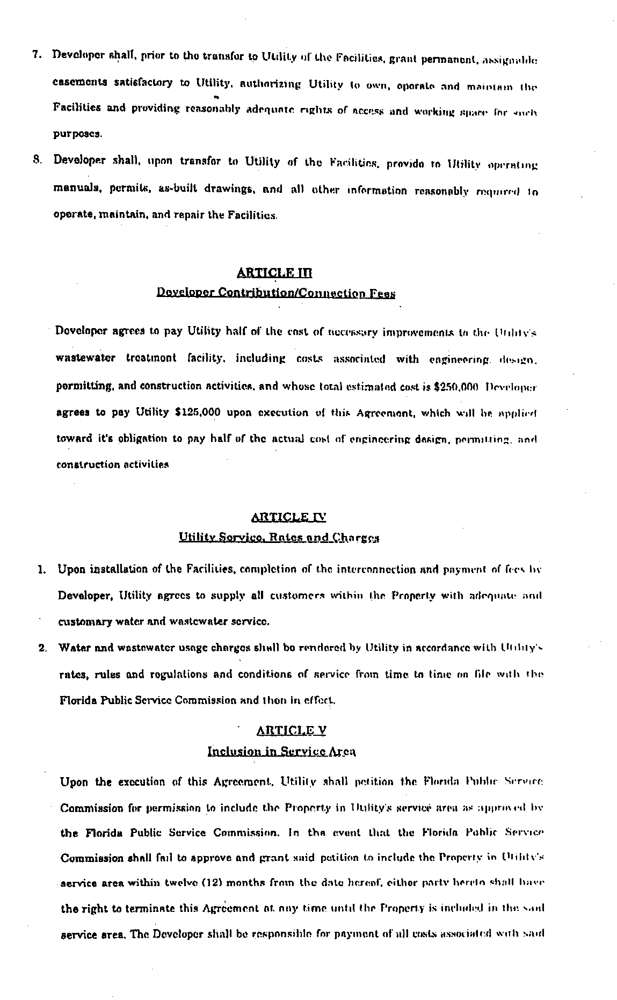 7. Developer shall, prior to the transfer to Utility of the Facilities, grant permanent, assignable
easements satisfactory to Utility, authorizing Utility to own, operate and maintain the
Facilities and providing reasonably adequate rights of access and working space for such
purposes.
8. Developer shall, upon transfer to Utility of the Facilities, provide to Utility operating
manuals, permits, as-built drawings, and all other information reasonably required to
operate, maintain, and repair the Facilities.
ARTICLE III
Developer Contribution/Connection Fees
Developer agrees to pay Utility half of the cost of necessary improvements to the Utility's
wastewater treatment facility, including costs associated with engineering, design,
permitting, and construction activities, and whose total estimated cost is $250,000 Developer
agrees to pay Utility $125,000 upon execution of this Agreement, which will be applied
toward it's obligation to pay half of the actual cost of engineering design, permitting, and
construction activities
ARTICLE IV
Utility Service, Rates and Charges
1. Upon installation of the Facilities, completion of the interconnection and payment of fees by
Developer, Utility agrees to supply all customers within the Property with adequate and
customary water and wastewater service.
2. Water and wastewater usage charges shall be rendered by Utility in accordance with Utility's
rates, rules and regulations and conditions of service from time to time on file with the
Florida Public Service Commission and then in effect.
ARTICLE V
Inclusion in Service Area
Upon the execution of this Agreement, Utility shall petition the Florida Public Service
Commission for permission to include the Property in Utility's service area as approved by
the Florida Public Service Commission. In the event that the Florida Public Service
Commission shall fail to approve and grant said petition to include the Property in Utility's
service area within twelve (12) months from the date hereof, either party hereto shall have
the right to terminate this Agreement at any time until the Property is included in the said
service area. The Developer shall be responsible for payment of all costs associated with said